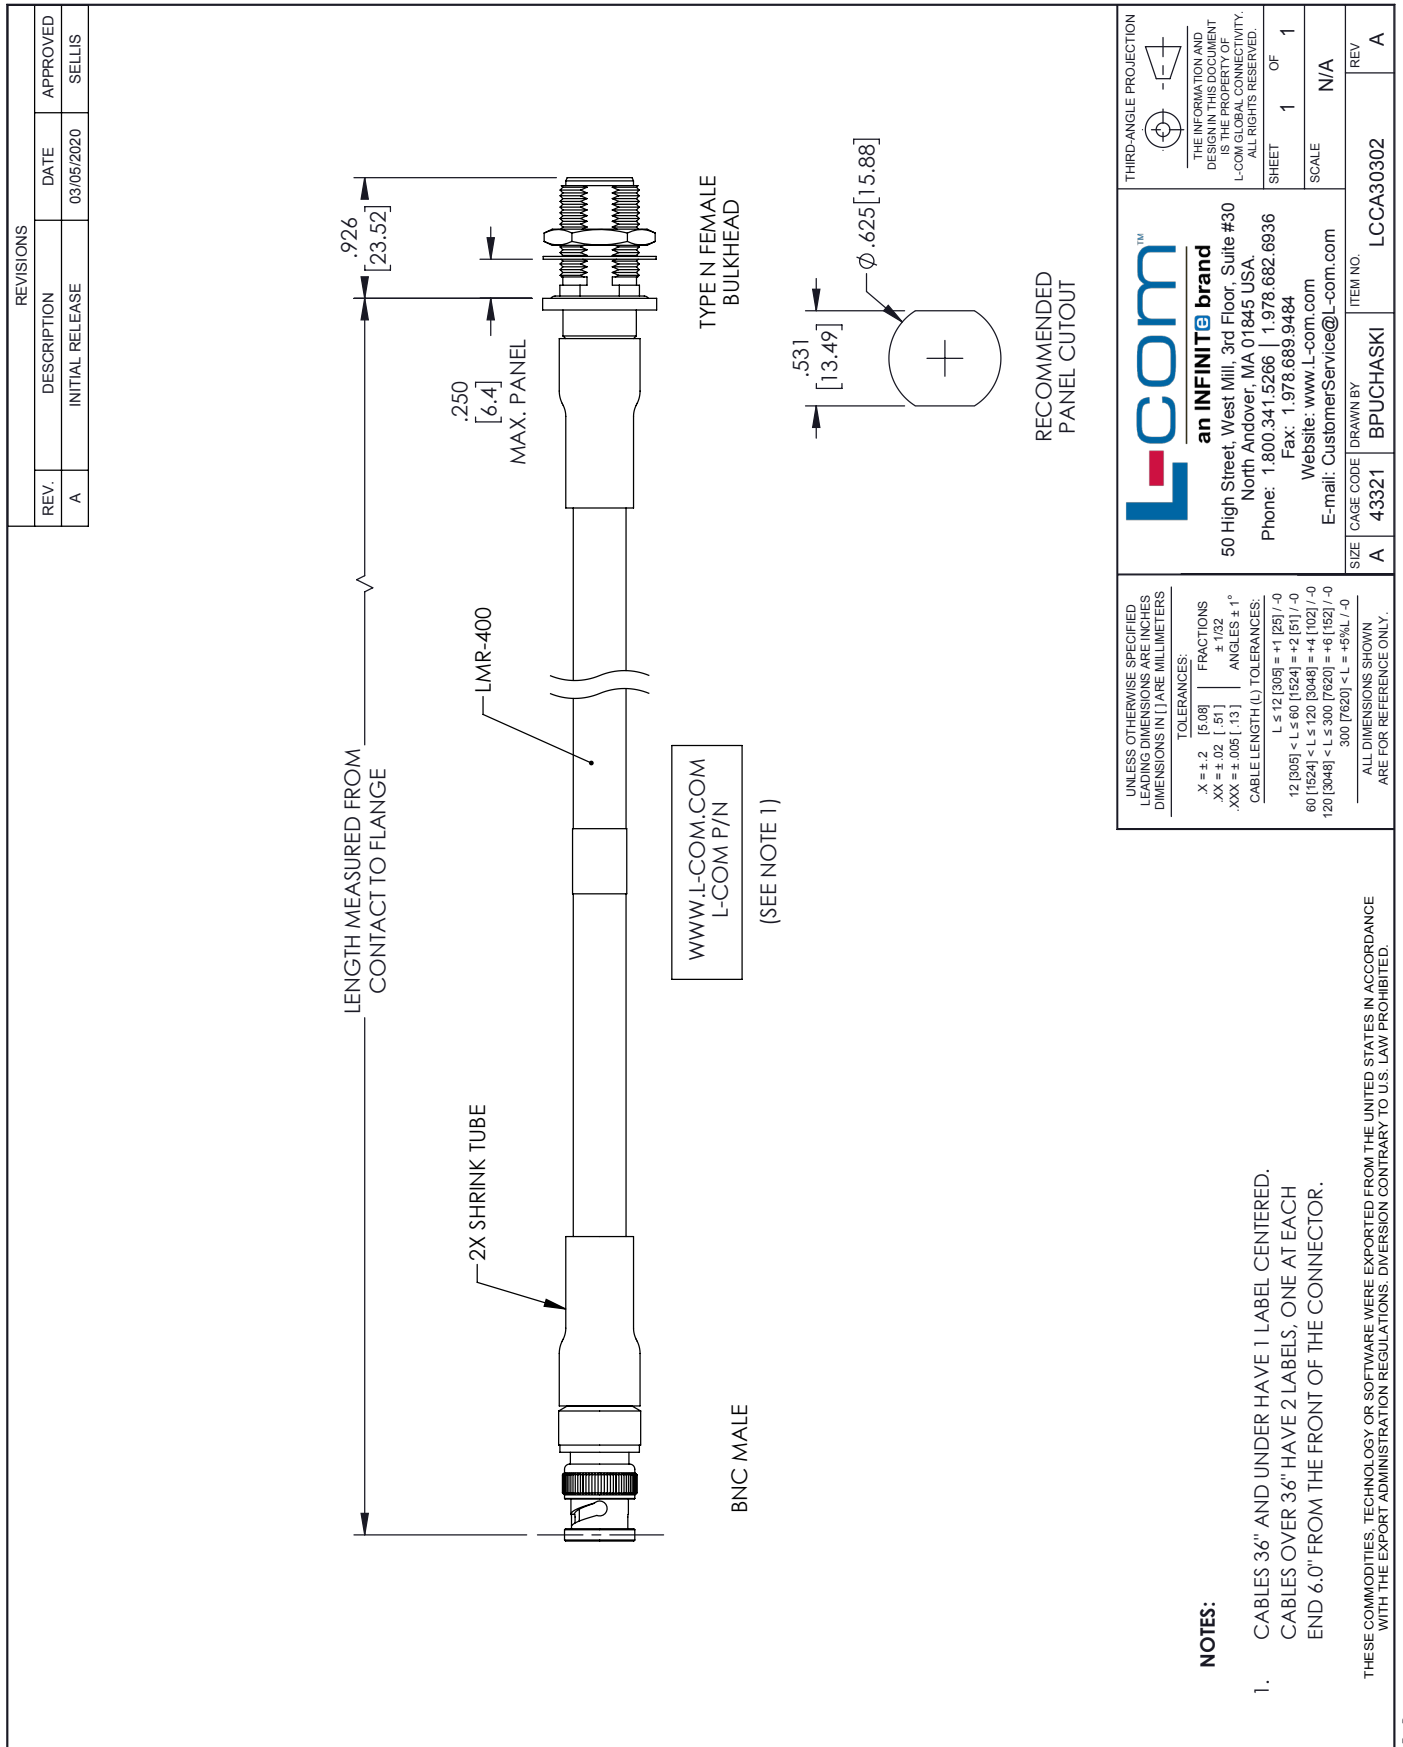 REVISIONS
REV. DESCRIPTION DATE APPROVED
A INITIAL RELEASE 03/05/2020 SELLIS
LENGTH MEASURED FROM
CONTACT TO FLANGE
.926
[23.52]
.250
[6.4]
MAX. PANEL
2X SHRINK TUBE
LMR-400
BNC MALE
WWW.L-COM.COM
L-COM P/N
(SEE NOTE 1)
TYPE N FEMALE
BULKHEAD
.531
[13.49]
Ø .625[15.88]
RECOMMENDED
PANEL CUTOUT
NOTES:
1. CABLES 36" AND UNDER HAVE 1 LABEL CENTERED.
CABLES OVER 36" HAVE 2 LABELS, ONE AT EACH
END 6.0" FROM THE FRONT OF THE CONNECTOR.
THESE COMMODITIES, TECHNOLOGY OR SOFTWARE WERE EXPORTED FROM THE UNITED STATES IN ACCORDANCE
WITH THE EXPORT ADMINISTRATION REGULATIONS. DIVERSION CONTRARY TO U.S. LAW PROHIBITED.
UNLESS OTHERWISE SPECIFIED
LEADING DIMENSIONS ARE INCHES
DIMENSIONS IN [ ] ARE MILLIMETERS
TOLERANCES:
.X = ± .2 [5.08] FRACTIONS
.XX = ± .02 [ .51 ] ± 1/32
.XXX = ± .005 [ .13 ] ANGLES ± 1°
CABLE LENGTH (L) TOLERANCES:
L ≤ 12 [305] = +1 [25] / -0
12 [305] < L ≤ 60 [1524] = +2 [51] / -0
60 [1524] < L ≤ 120 [3048] = +4 [102] / -0
120 [3048] < L ≤ 300 [7620] = +6 [152] / -0
300 [7620] < L = +5%L / -0
ALL DIMENSIONS SHOWN
ARE FOR REFERENCE ONLY.
L-com™
an INFINITe brand
50 High Street, West Mill, 3rd Floor, Suite #30
North Andover, MA 01845 USA.
Phone: 1.800.341.5266 | 1.978.682.6936
Fax: 1.978.689.9484
Website: www.L-com.com
E-mail: CustomerService@L-com.com
THIRD-ANGLE PROJECTION
THE INFORMATION AND
DESIGN IN THIS DOCUMENT
IS THE PROPERTY OF
L-COM GLOBAL CONNECTIVITY.
ALL RIGHTS RESERVED.
SHEET 1 OF 1
SCALE N/A
SIZE A
CAGE CODE 43321
DRAWN BY BPUCHASKI
ITEM NO. LCCA30302
REV A